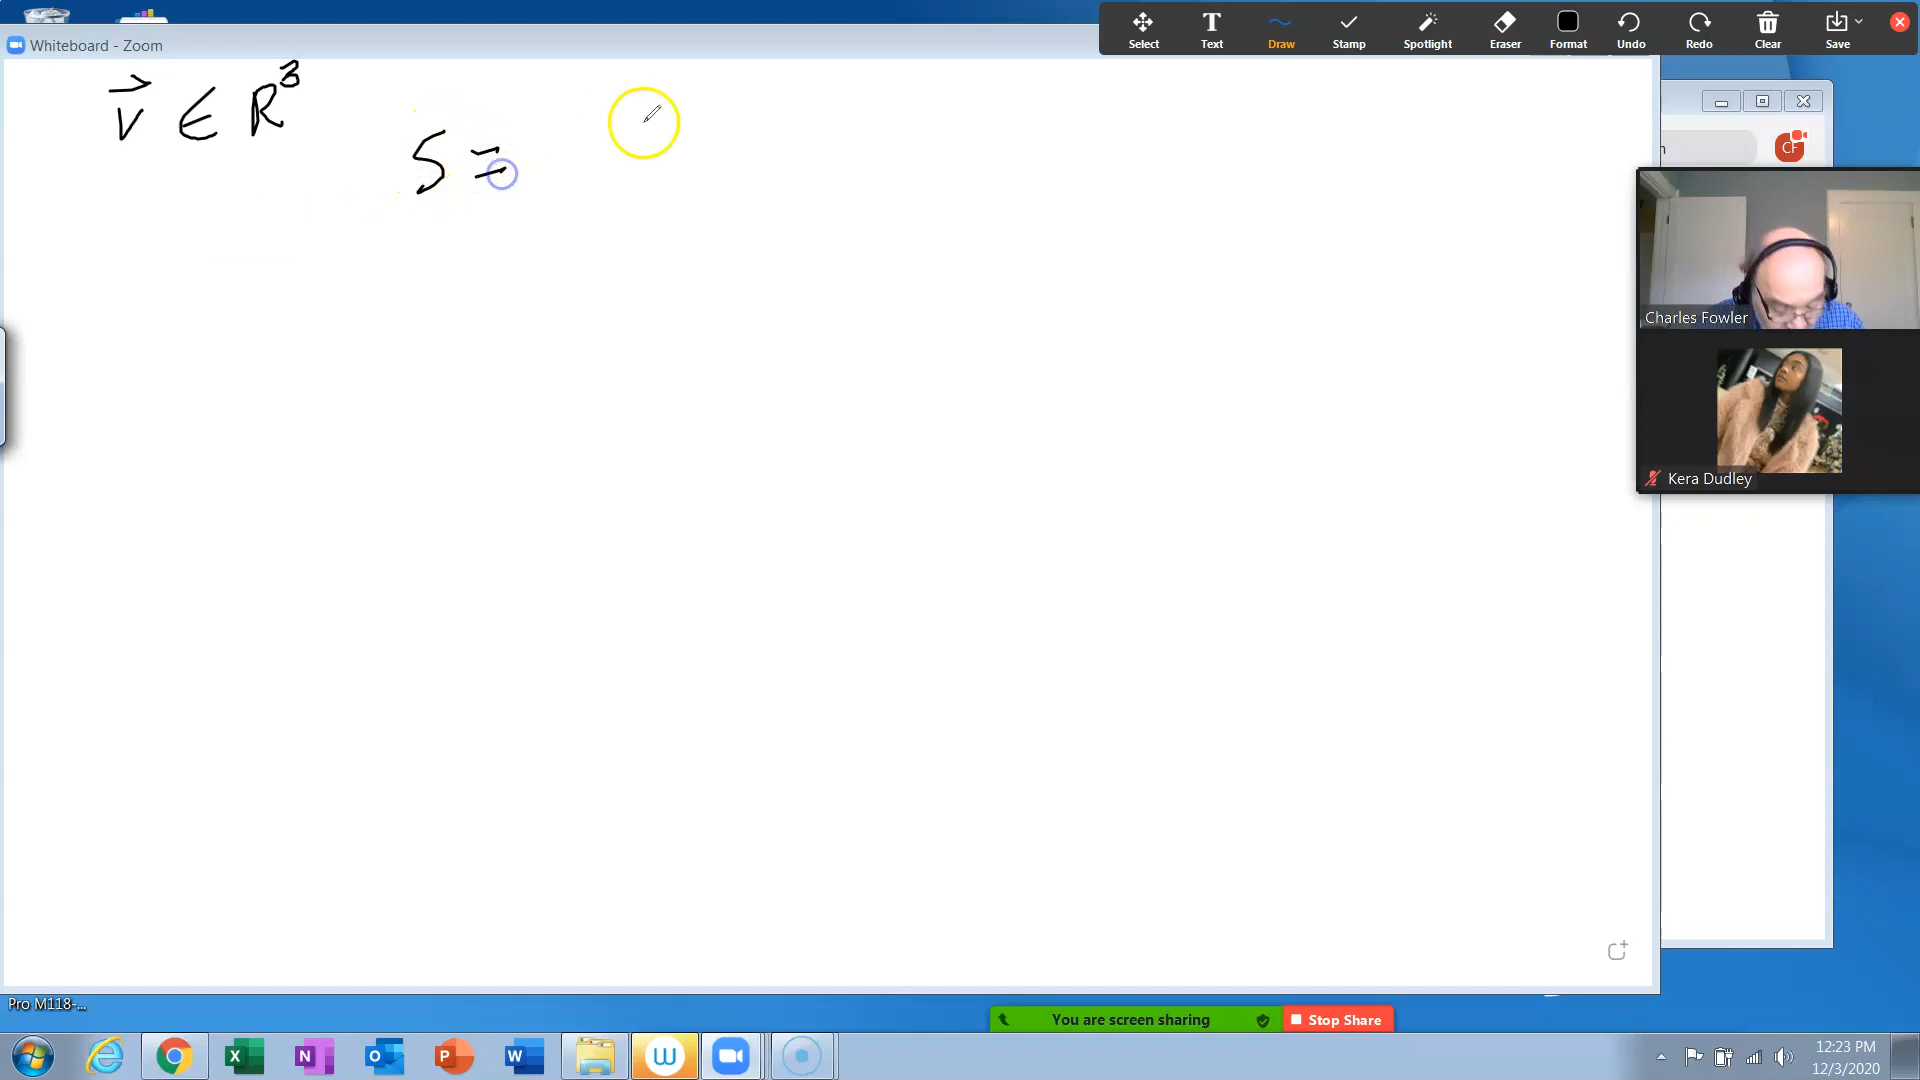 Select Text Draw Stamp Spotlight Eraser Format Undo Redo Clear Save
Whiteboard - Zoom
v⃗ ∈ R³
S =
CF
Charles Fowler
Kera Dudley
Pro M118-...
You are screen sharing Stop Share
12:23 PM
12/3/2020